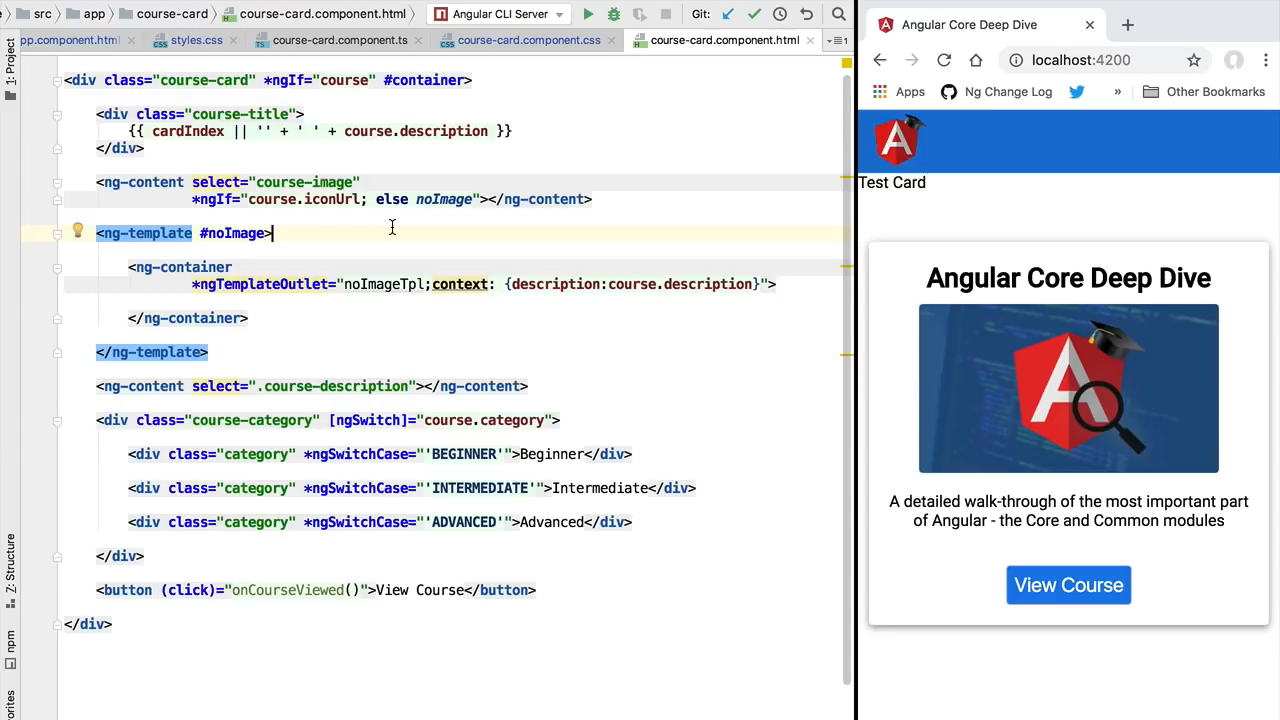 src app course-card course-card.component.html Angular CLI Server Git:
app.component.html styles.css course-card.component.ts course-card.component.css course-card.component.html
1: Project
<div class="course-card" *ngIf="course" #container>
<div class="course-title">
{{ cardIndex || '' + ' ' + course.description }}
</div>
<ng-content select="course-image"
*ngIf="course.iconUrl; else noImage"></ng-content>
<ng-template #noImage>
<ng-container
*ngTemplateOutlet="noImageTpl;context: {description:course.description}">
</ng-container>
</ng-template>
<ng-content select=".course-description"></ng-content>
<div class="course-category" [ngSwitch]="course.category">
<div class="category" *ngSwitchCase="'BEGINNER'">Beginner</div>
<div class="category" *ngSwitchCase="'INTERMEDIATE'">Intermediate</div>
<div class="category" *ngSwitchCase="'ADVANCED'">Advanced</div>
</div>
<button (click)="onCourseViewed()">View Course</button>
</div>
Z: Structure
npm
Angular Core Deep Dive
localhost:4200
Apps Ng Change Log » Other Bookmarks
Test Card
Angular Core Deep Dive
A detailed walk-through of the most important part
of Angular - the Core and Common modules
View Course